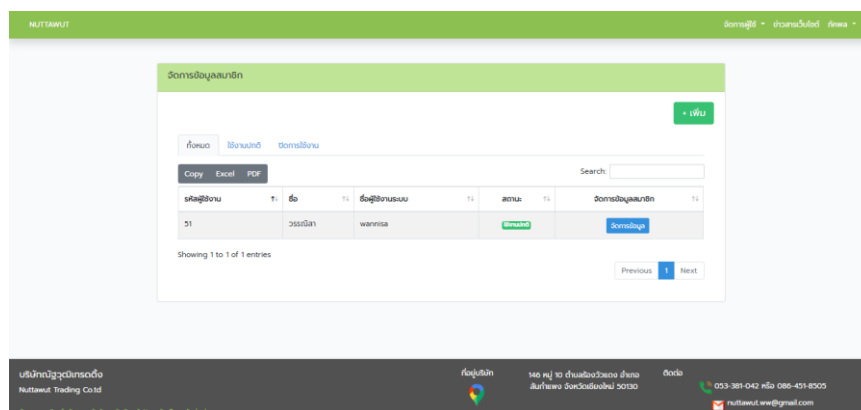 NUTTAWUT จัดการผู้ใช้ ข่าวสารเว็บไซต์ ทัศพล
จัดการข้อมูลสมาชิก
+ เพิ่ม
ทั้งหมด ใช้งานปกติ ปิดการใช้งาน
Copy Excel PDF Search:
รหัสผู้ใช้งาน ชื่อ ชื่อผู้ใช้งานระบบ สถานะ จัดการข้อมูลสมาชิก
51 วรรณิสา wannisa ใช้งานปกติ จัดการข้อมูล
Showing 1 to 1 of 1 entries
Previous 1 Next
บริษัทณัฐวุฒิเทรดดิ้ง ที่อยู่บริษัท 146 หมู่ 10 ตำบลร้องวัวแดง อำเภอ ติดต่อ
Nuttawut Trading Co.td สันกำแพง จังหวัดเชียงใหม่ 50130 053-381-042 หรือ 086-451-8505
nuttawut.ww@gmail.com